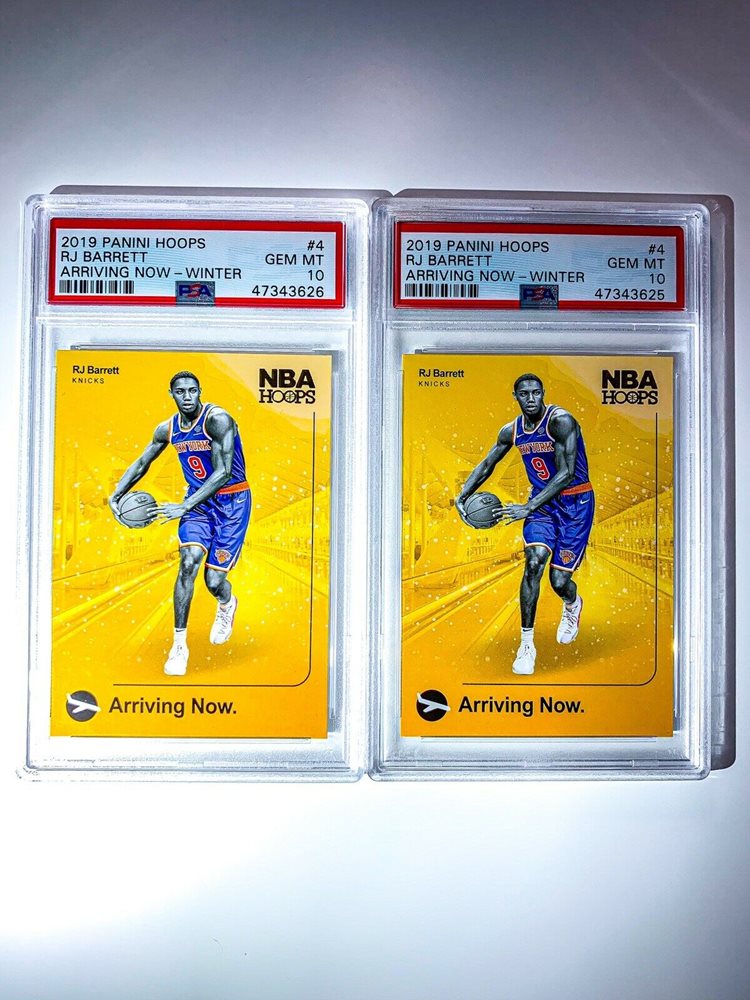 2019 PANINI HOOPS #4
RJ BARRETT GEM MT
ARRIVING NOW – WINTER 10
PSA 47343626
RJ Barrett
KNICKS
NBA
HOOPS
NEW YORK
9
Arriving Now.
2019 PANINI HOOPS #4
RJ BARRETT GEM MT
ARRIVING NOW – WINTER 10
PSA 47343625
RJ Barrett
KNICKS
NBA
HOOPS
NEW YORK
9
Arriving Now.